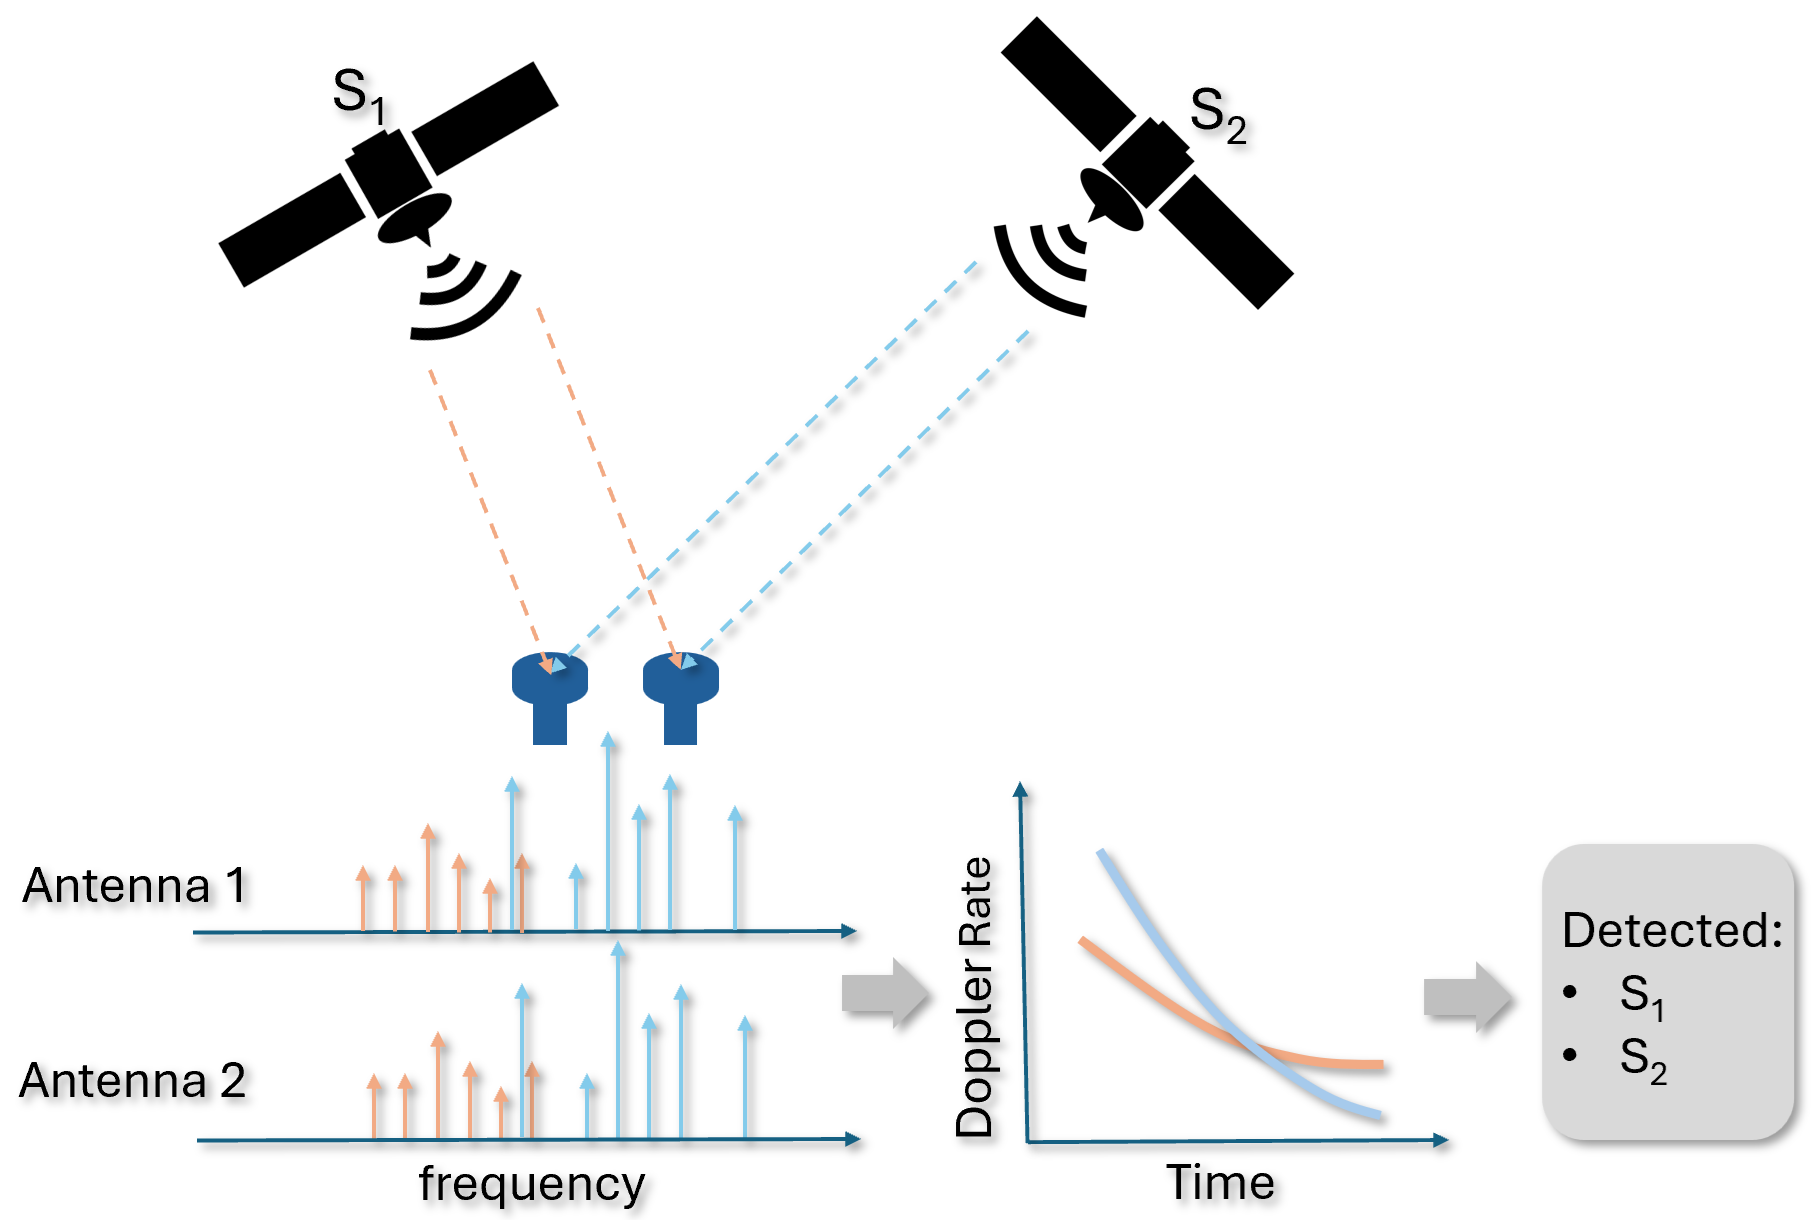 S₁
S₂
Antenna 1
Antenna 2
frequency
Doppler Rate
Time
Detected:
• S₁
• S₂